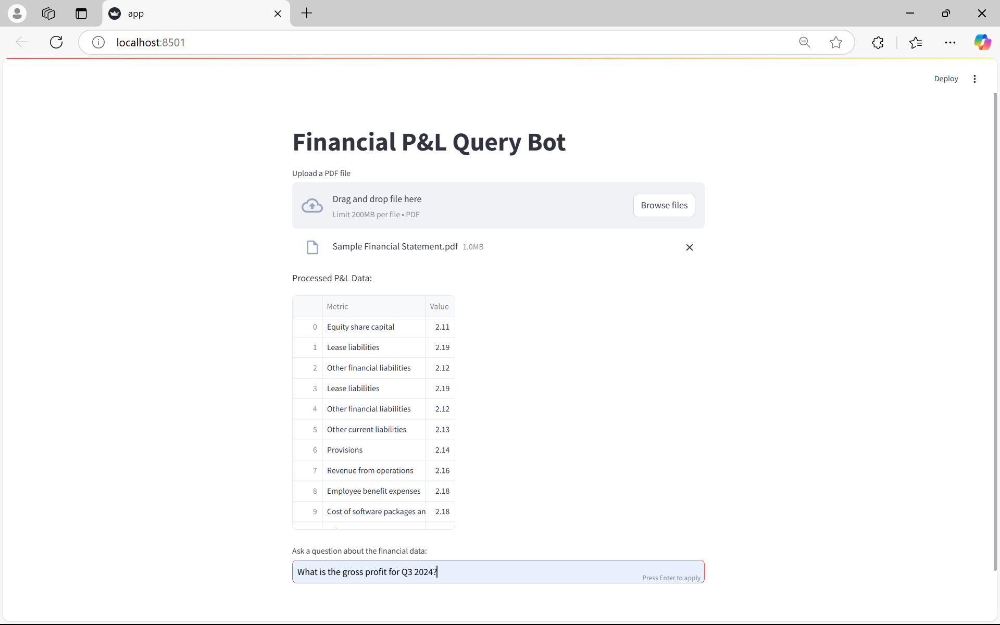 app
localhost:8501
Deploy
Financial P&L Query Bot
Upload a PDF file
Drag and drop file here
Limit 200MB per file • PDF
Browse files
Sample Financial Statement.pdf 1.0MB
Processed P&L Data:
Metric Value
0 Equity share capital 2.11
1 Lease liabilities 2.19
2 Other financial liabilities 2.12
3 Lease liabilities 2.19
4 Other financial liabilities 2.12
5 Other current liabilities 2.13
6 Provisions 2.14
7 Revenue from operations 2.16
8 Employee benefit expenses 2.18
9 Cost of software packages an 2.18
Ask a question about the financial data:
What is the gross profit for Q3 2024?
Press Enter to apply